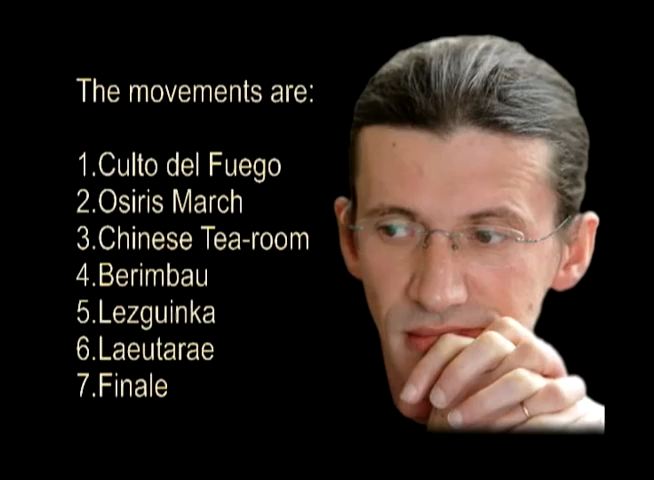 The movements are:
1.Culto del Fuego
2.Osiris March
3.Chinese Tea-room
4.Berimbau
5.Lezguinka
6.Laeutarae
7.Finale